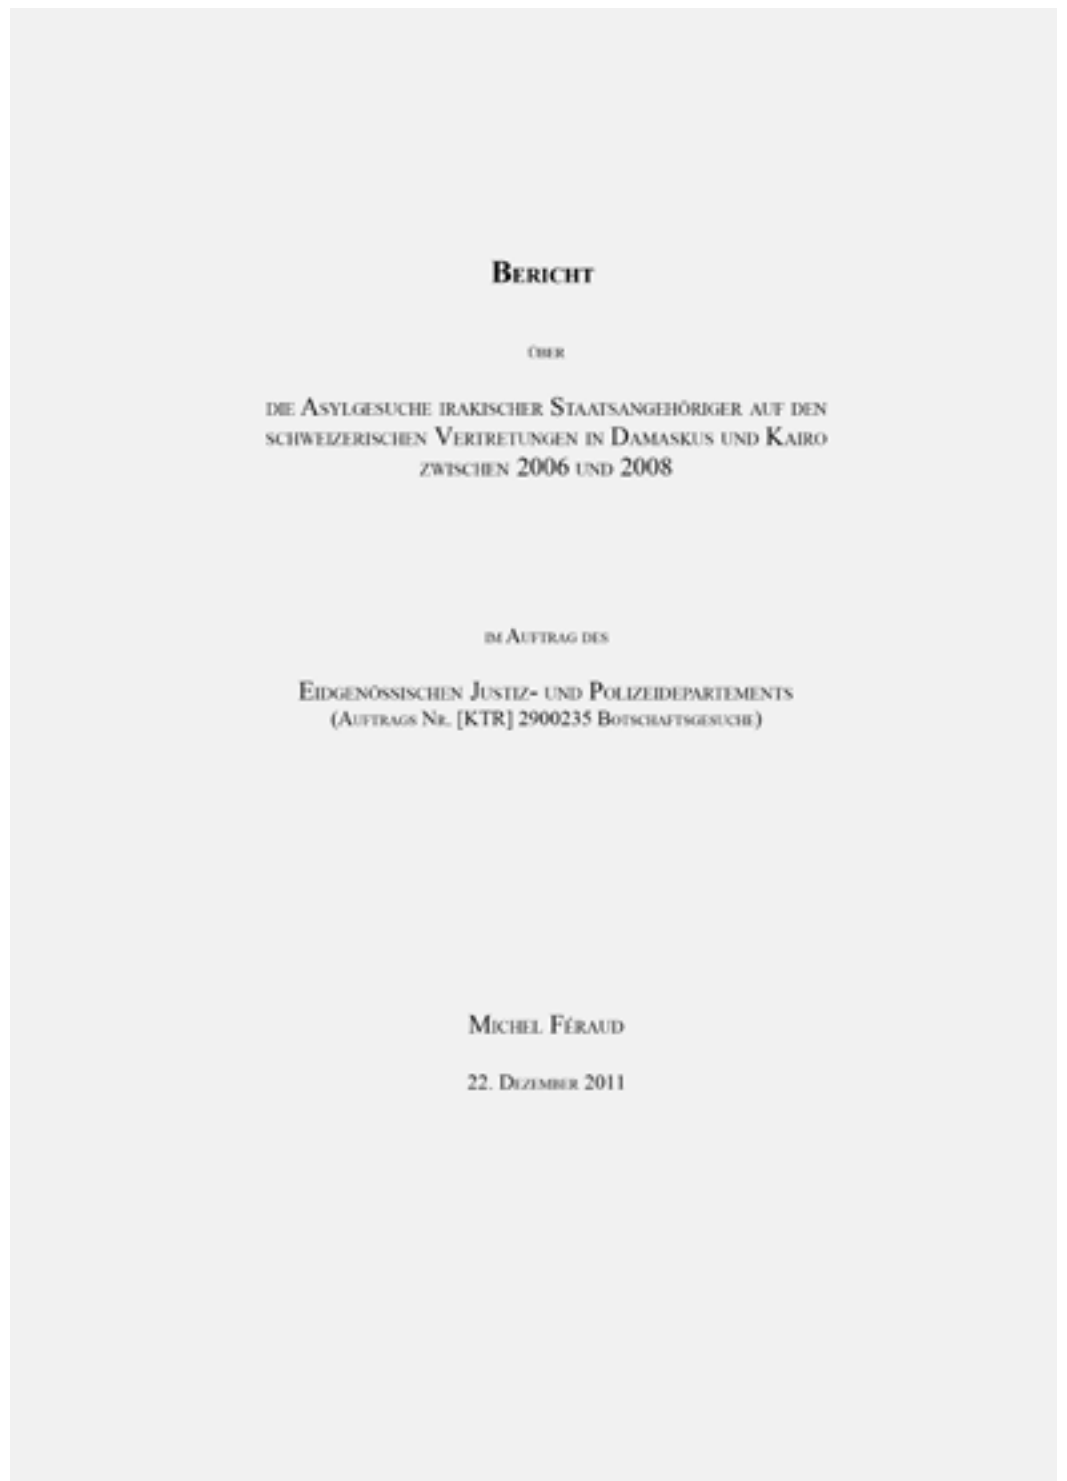 Bericht
über
die Asylgesuche irakischer Staatsangehöriger auf den
schweizerischen Vertretungen in Damaskus und Kairo
zwischen 2006 und 2008
im Auftrag des
Eidgenössischen Justiz- und Polizeidepartements
(Auftrags Nr. [KTR] 2900235 Botschaftsgesuche)
Michel Féraud
22. Dezember 2011